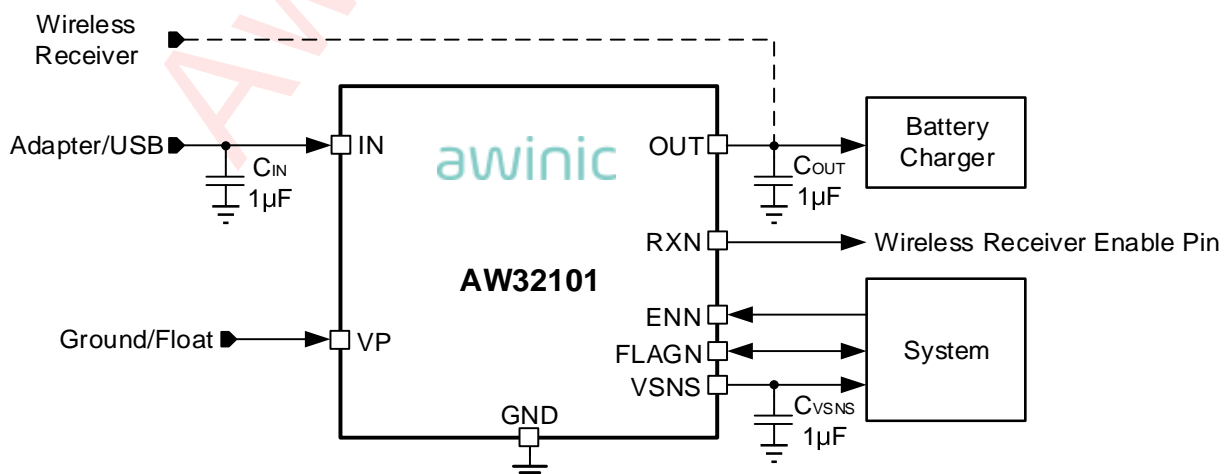 Wireless
Receiver
Adapter/USB
CIN
1µF
IN
awinic
OUT
COUT
1µF
Battery
Charger
RXN
Wireless Receiver Enable Pin
AW32101
Ground/Float
VP
ENN
FLAGN
VSNS
System
CVSNS
1µF
GND